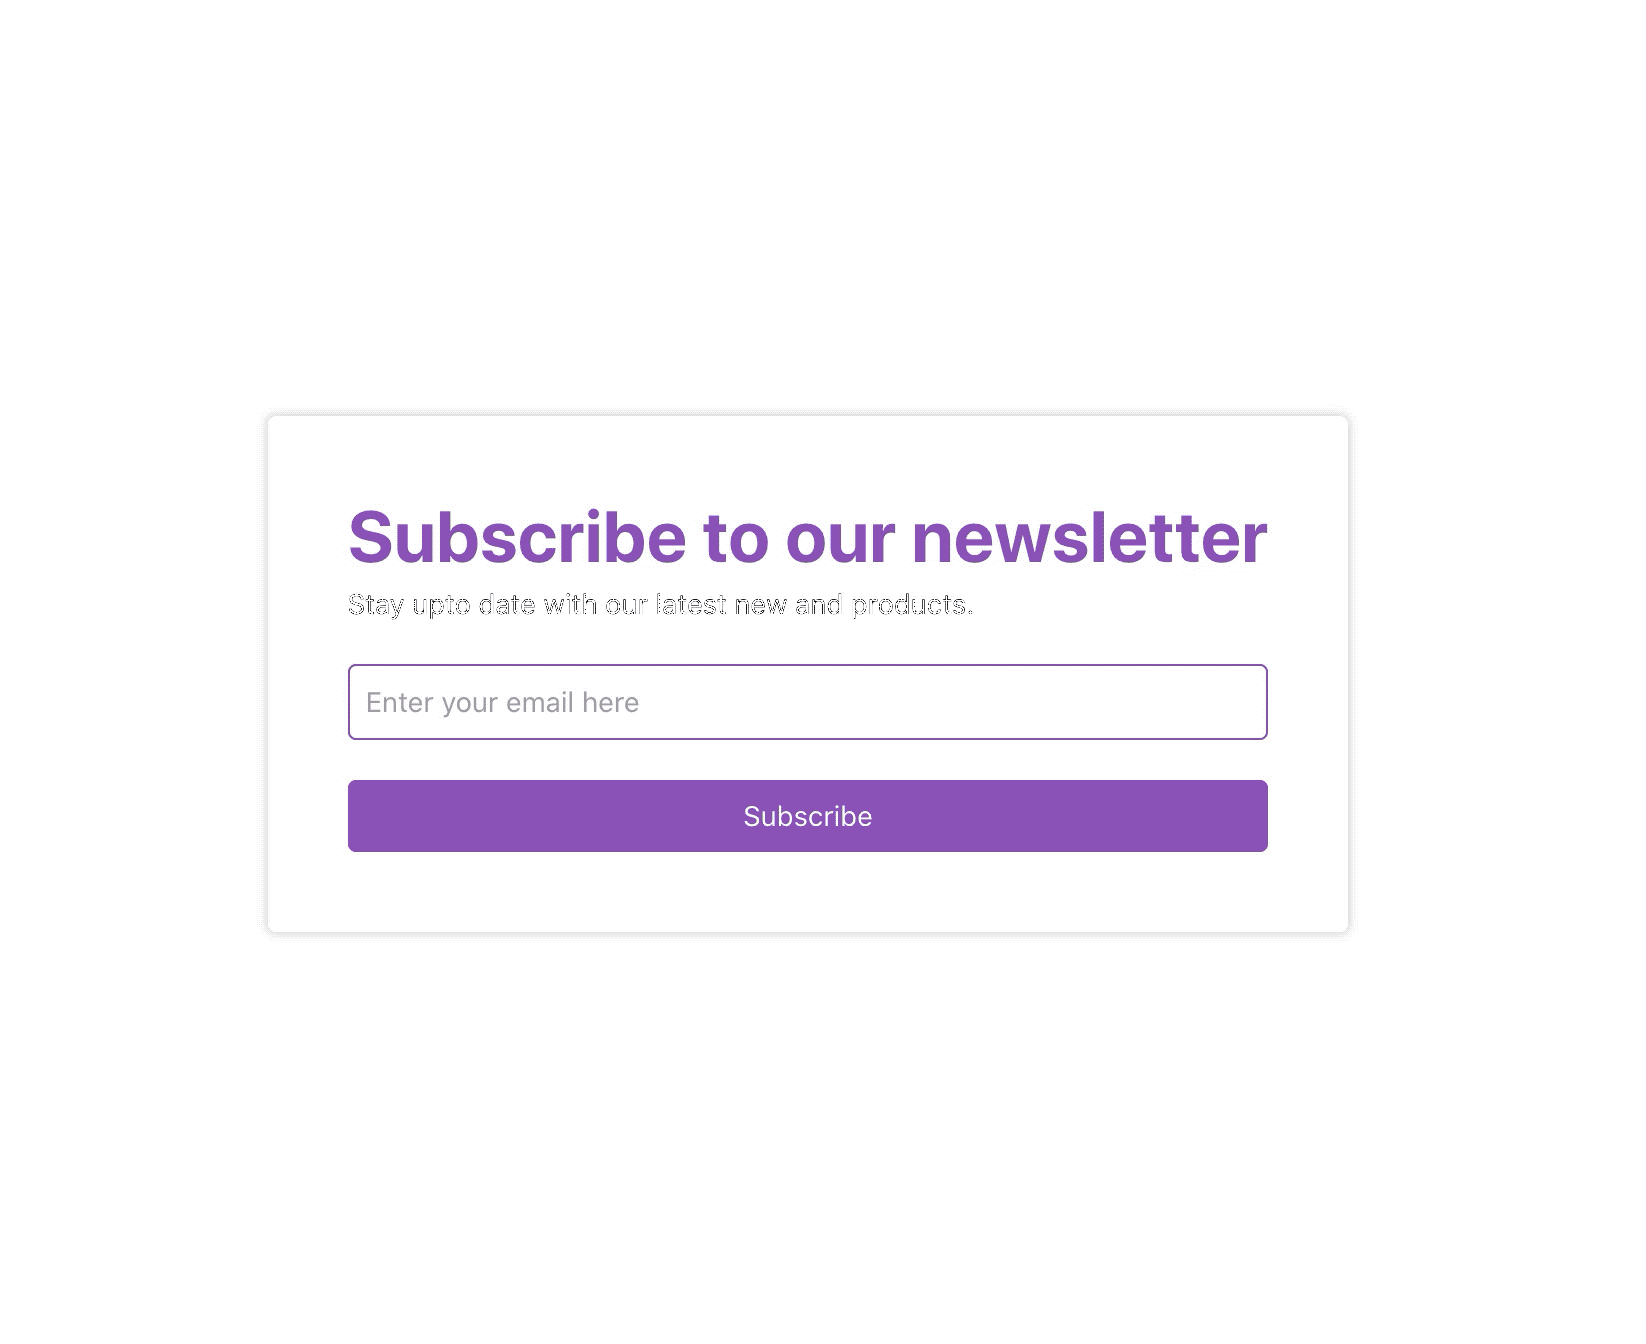 Subscribe to our newsletter
Stay upto date with our latest new and products.
Enter your email here
Subscribe